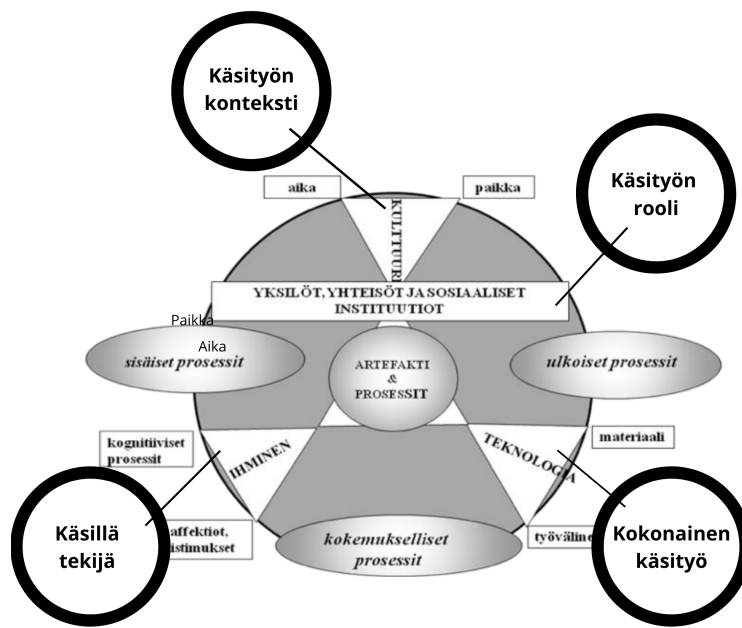 Käsityön
konteksti
Käsityön
rooli
aika
paikka
KULTTUURI
YKSILÖT, YHTEISÖT JA SOSIAALISET
INSTITUUTIOT
Paikka
Aika
sisäiset prosessit
ulkoiset prosessit
ARTEFAKTI
&
PROSESSIT
kognitiiviset
prosessit
IHMINEN
TEKNOLOGIA
materiaali
Käsillä
tekijä
affektiot,
kokemukselliset
prosessit
Kokonainen
käsityö